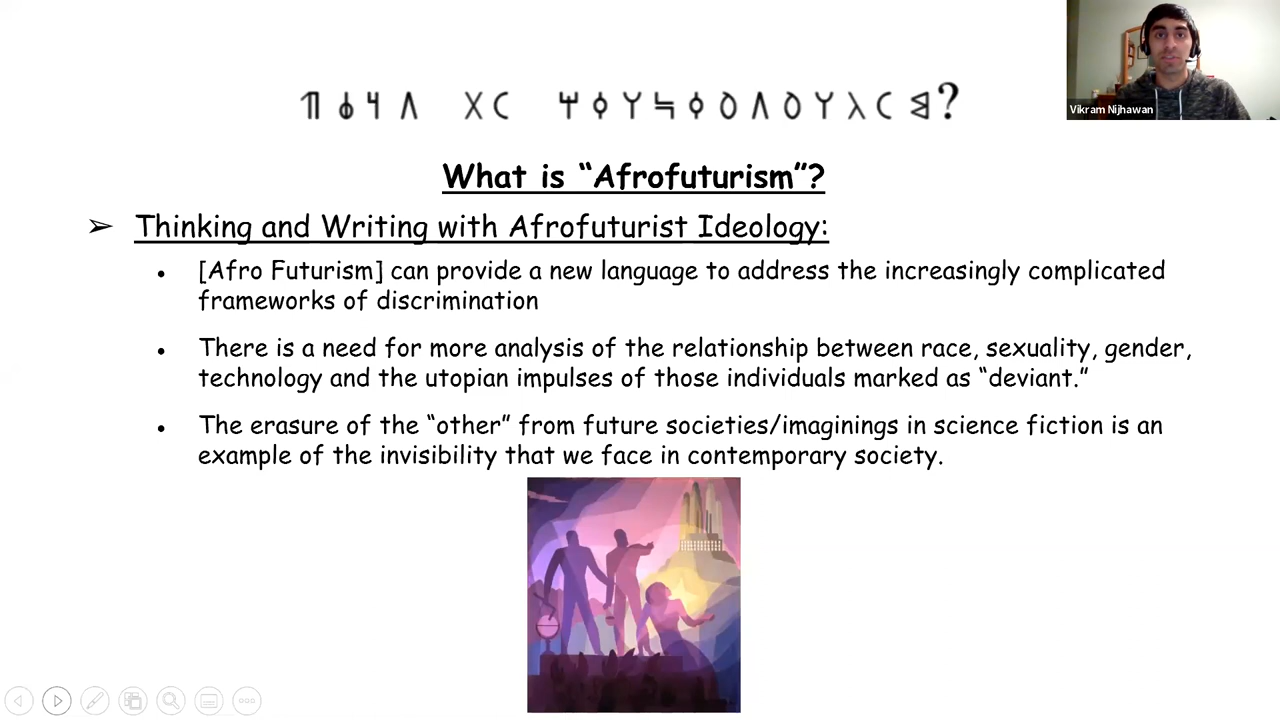 Vikram Nijhawan
What is “Afrofuturism”?
➢ Thinking and Writing with Afrofuturist Ideology:
• [Afro Futurism] can provide a new language to address the increasingly complicated
frameworks of discrimination
• There is a need for more analysis of the relationship between race, sexuality, gender,
technology and the utopian impulses of those individuals marked as “deviant.”
• The erasure of the “other” from future societies/imaginings in science fiction is an
example of the invisibility that we face in contemporary society.